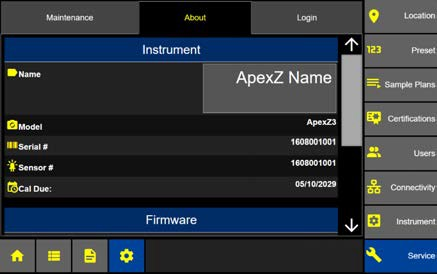 Maintenance
About
Login
Instrument
Name
ApexZ Name
Model
ApexZ3
Serial #
1608001001
Sensor #
1608001001
Cal Due:
05/10/2029
Firmware
Location
123 Preset
Sample Plans
Certifications
Users
Connectivity
Instrument
Service